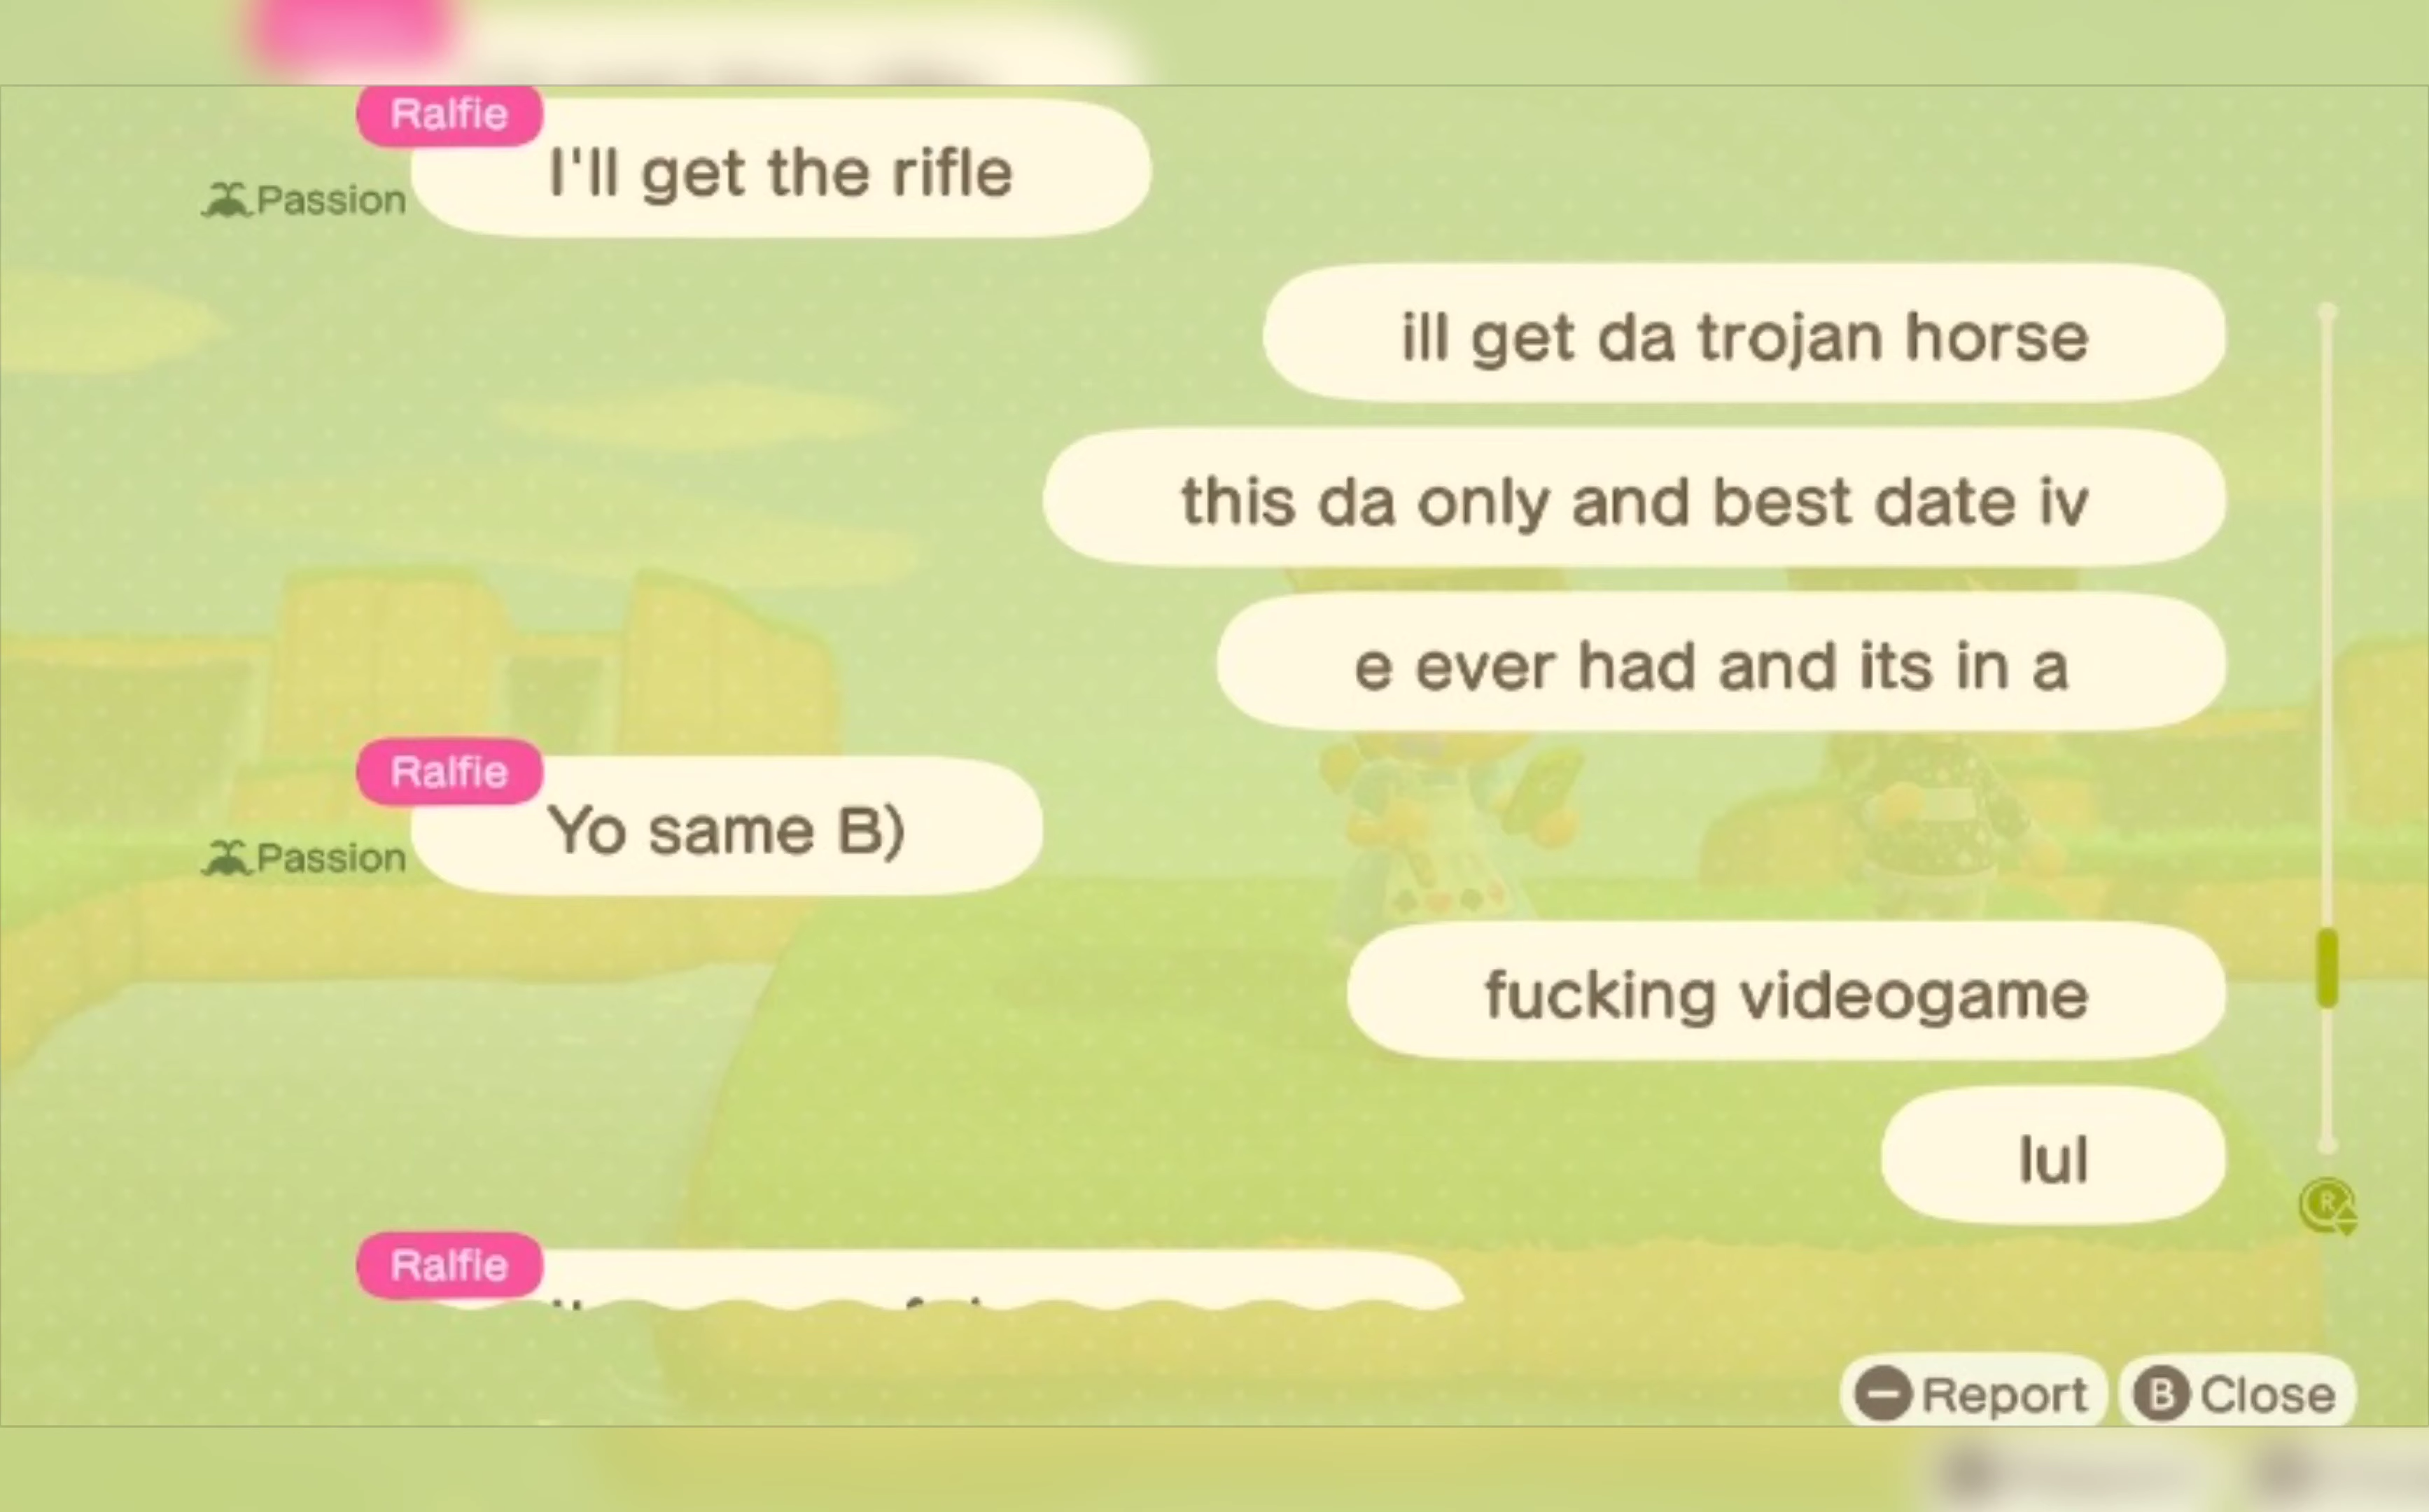 Ralfie
I'll get the rifle
Passion
ill get da trojan horse
this da only and best date iv
e ever had and its in a
Ralfie
Yo same B)
Passion
fucking videogame
lul
R
Ralfie
Report
B Close